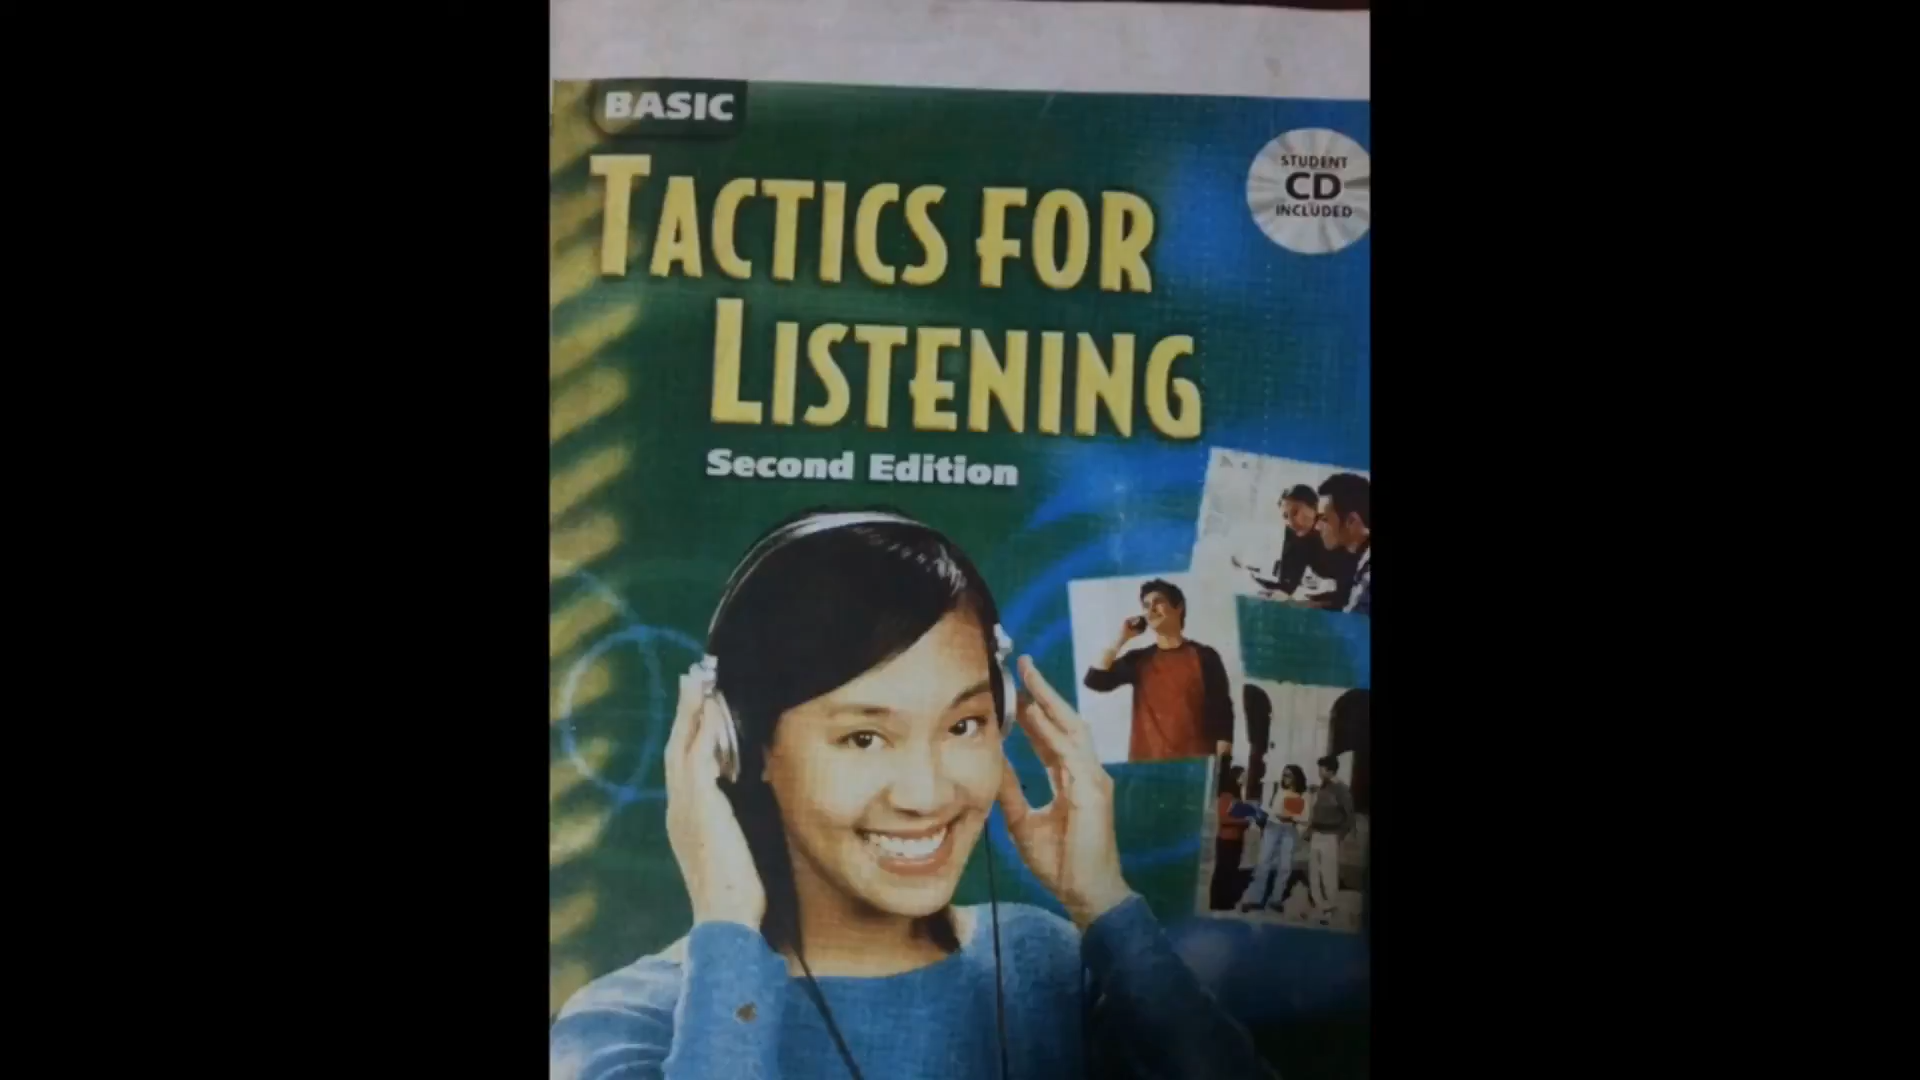 BASIC
TACTICS FOR
LISTENING
Second Edition
STUDENT
CD
INCLUDED